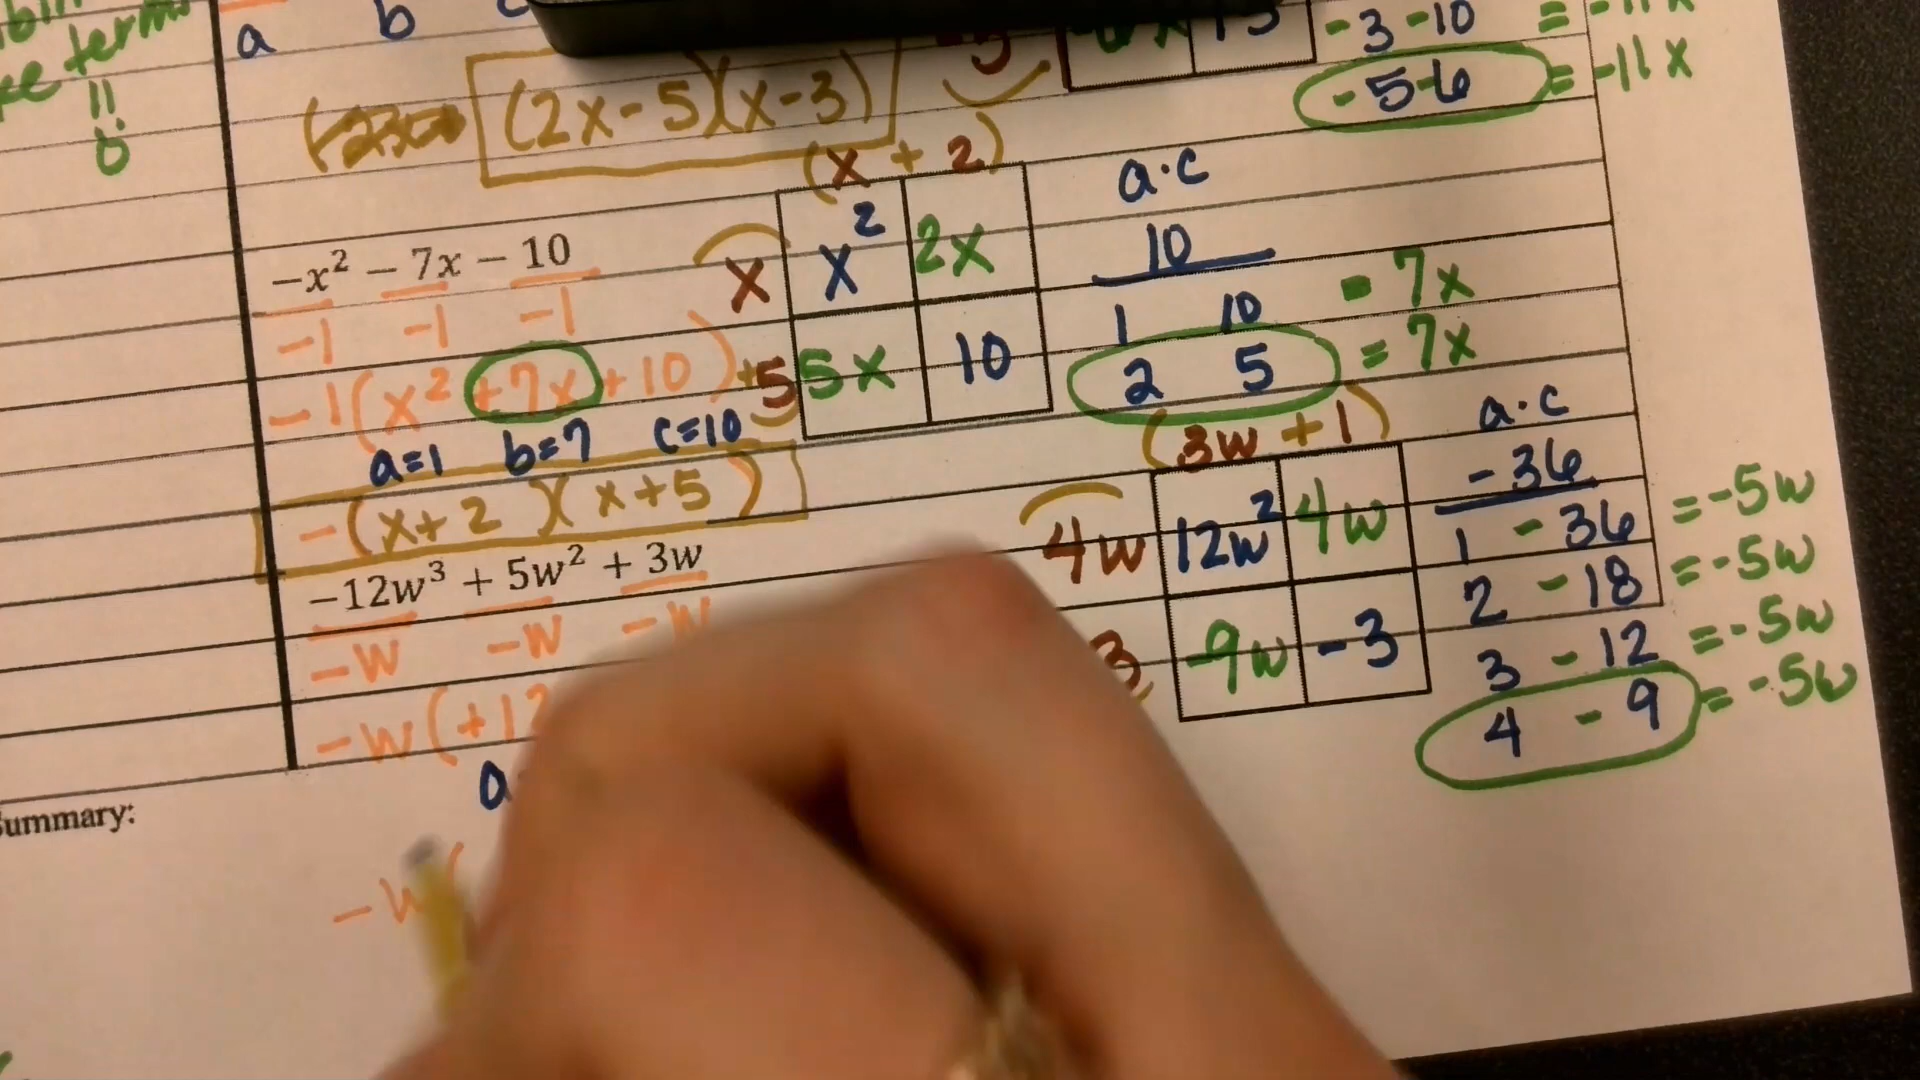 terms
a b
(2x-5)(x-3)
-3 -10 = -11x
-5-6 = -11x
(x + 2)
a·c
10
-x² - 7x - 10
x x² 2x
-1 -1 -1
1 10 = 7x
-1(x² +7x +10)
+5 5x 10
2 5 = 7x
a=1 b=7 c=10
-(x+2)(x+5)
(3w +1)
a·c
-36
-12w³ + 5w² + 3w
4w 12w² 4w
1 -36 = -5w
-w -w -w
2 -18 = -5w
3 -9w -3
3 -12 = -5w
-w(+12
4 -9 = -5w
a
Summary:
-w(